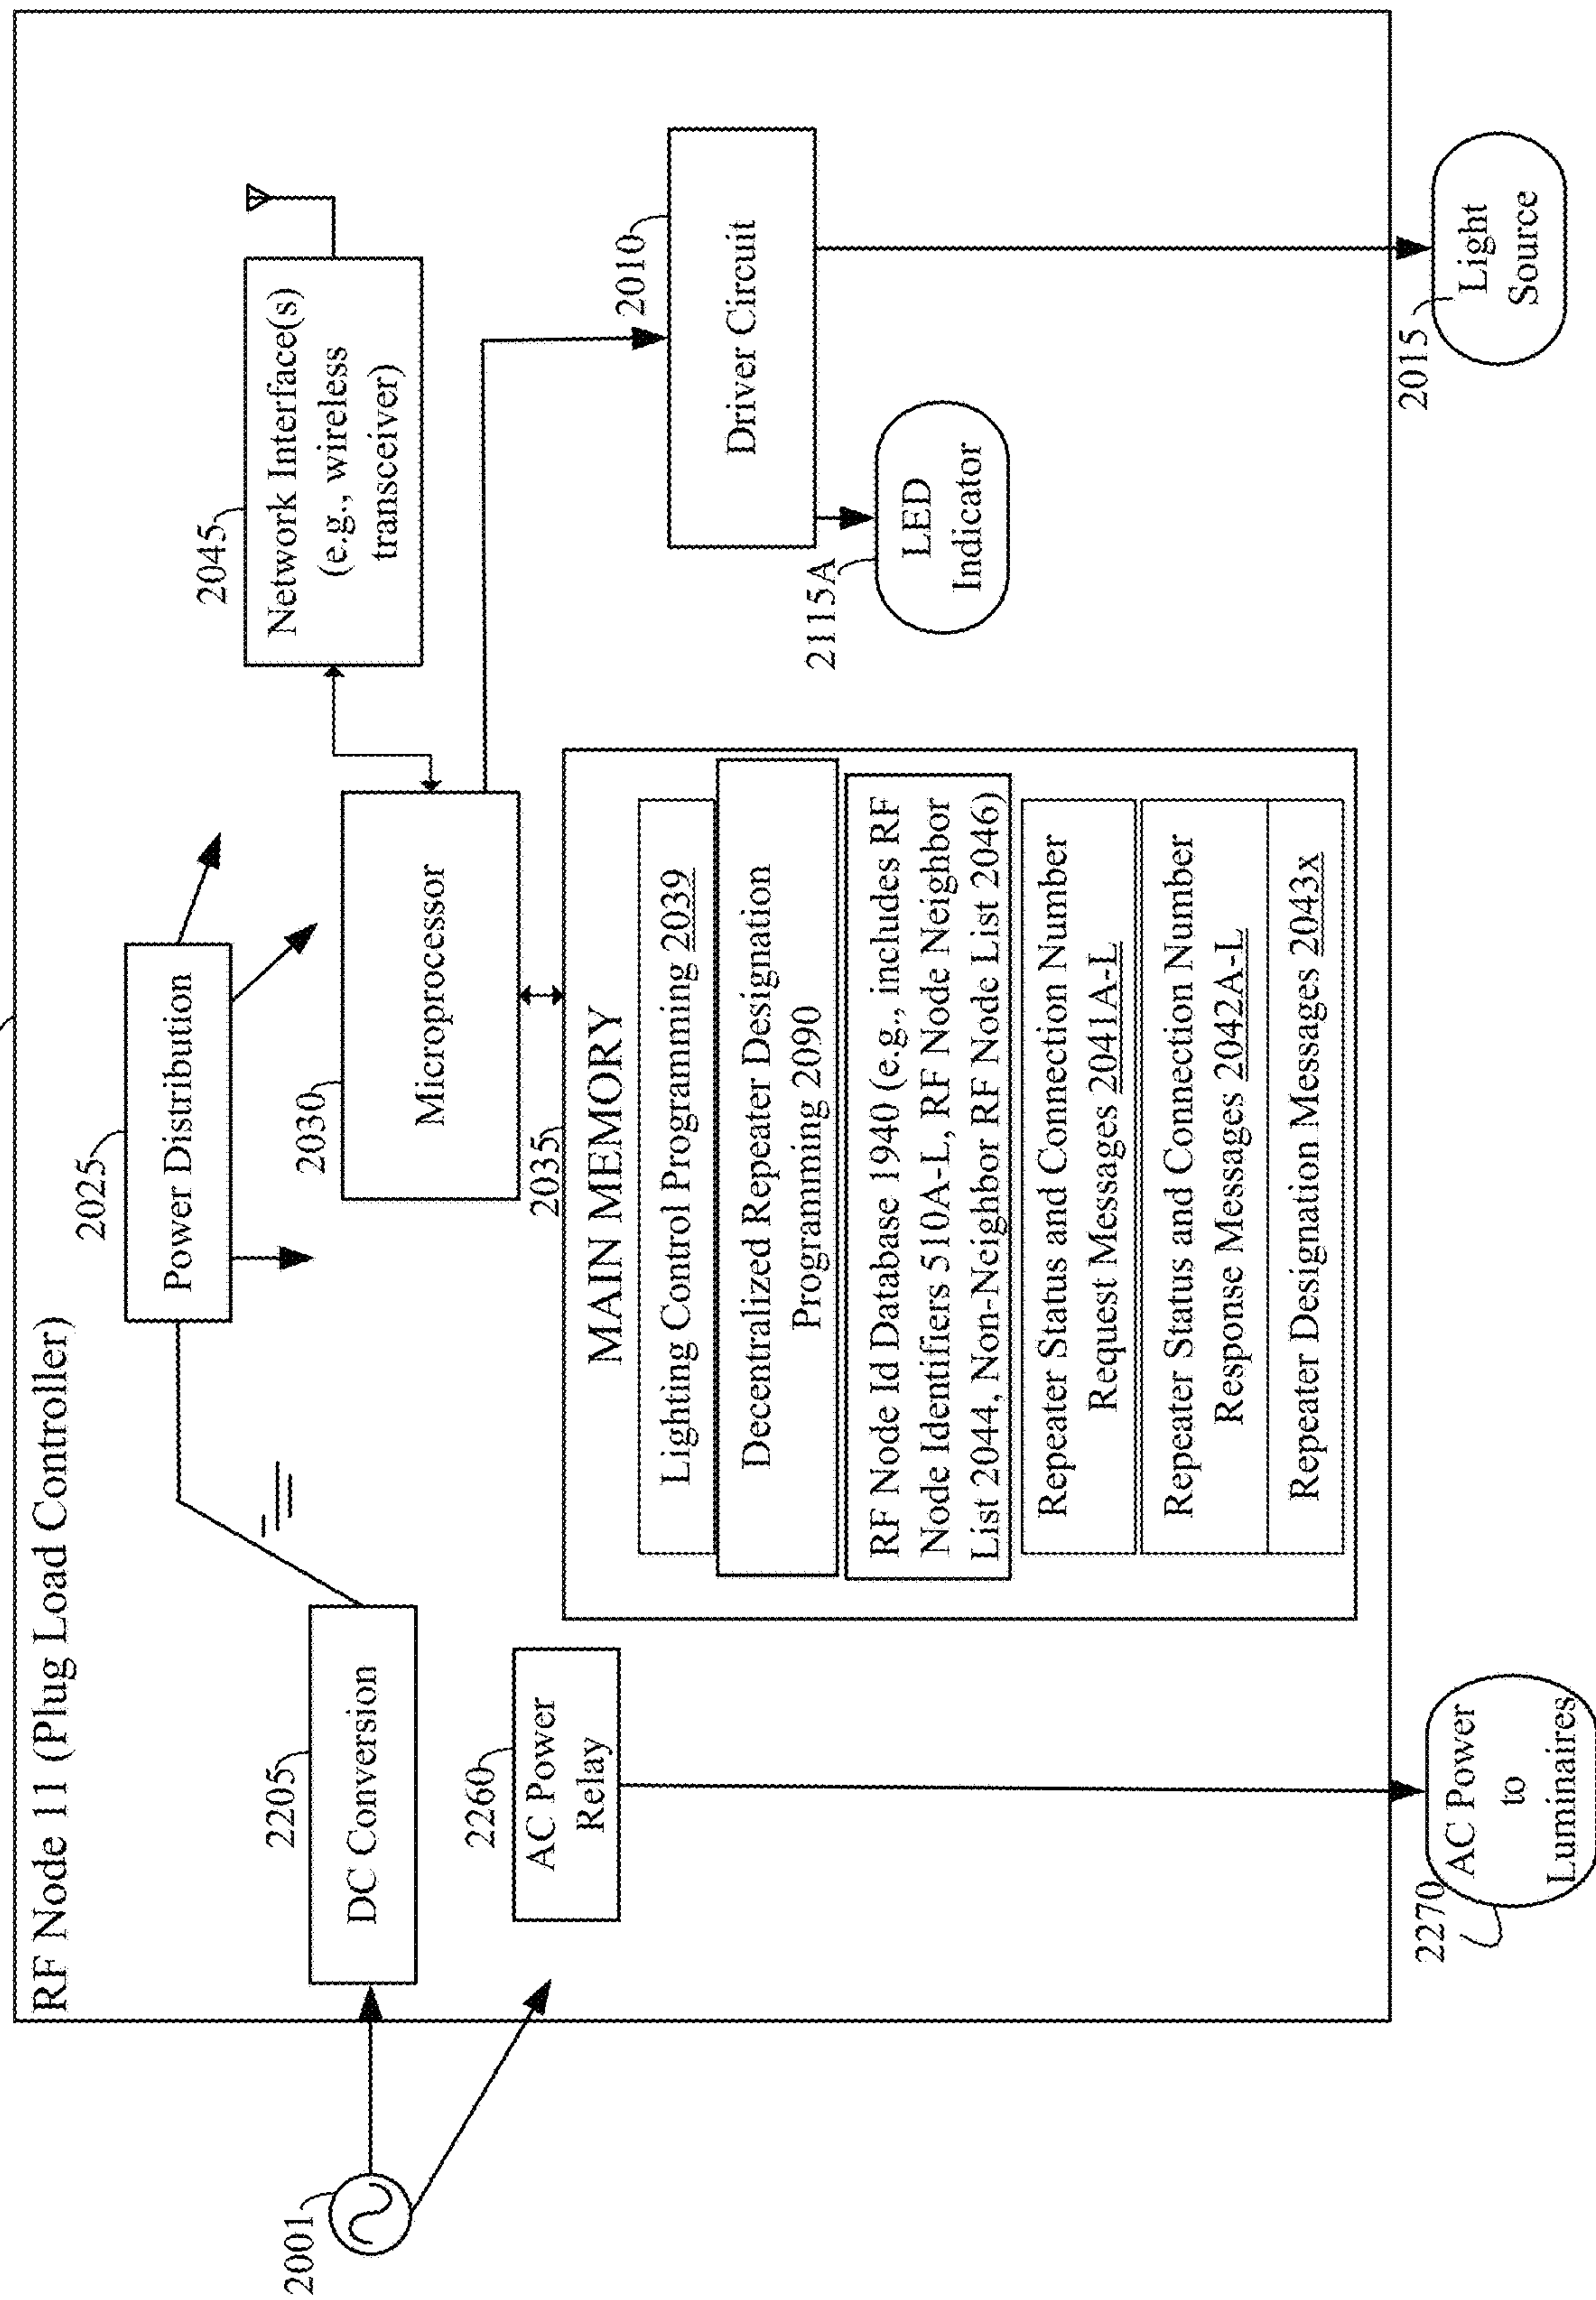 RF Node 11 (Plug Load Controller)
2001
2205
DC Conversion
2260
AC Power
Relay
2270
AC Power
to
Luminaires
2025
Power Distribution
2030
Microprocessor
2035
MAIN MEMORY
Lighting Control Programming 2039
Decentralized Repeater Designation
Programming 2090
RF Node Id Database 1940 (e.g., includes RF
Node Identifiers 510A-L, RF Node Neighbor
List 2044, Non-Neighbor RF Node List 2046)
Repeater Status and Connection Number
Request Messages 2041A-L
Repeater Status and Connection Number
Response Messages 2042A-L
Repeater Designation Messages 2043x
2045
Network Interface(s)
(e.g., wireless
transceiver)
2010
Driver Circuit
2115A
LED
Indicator
2015
Light
Source